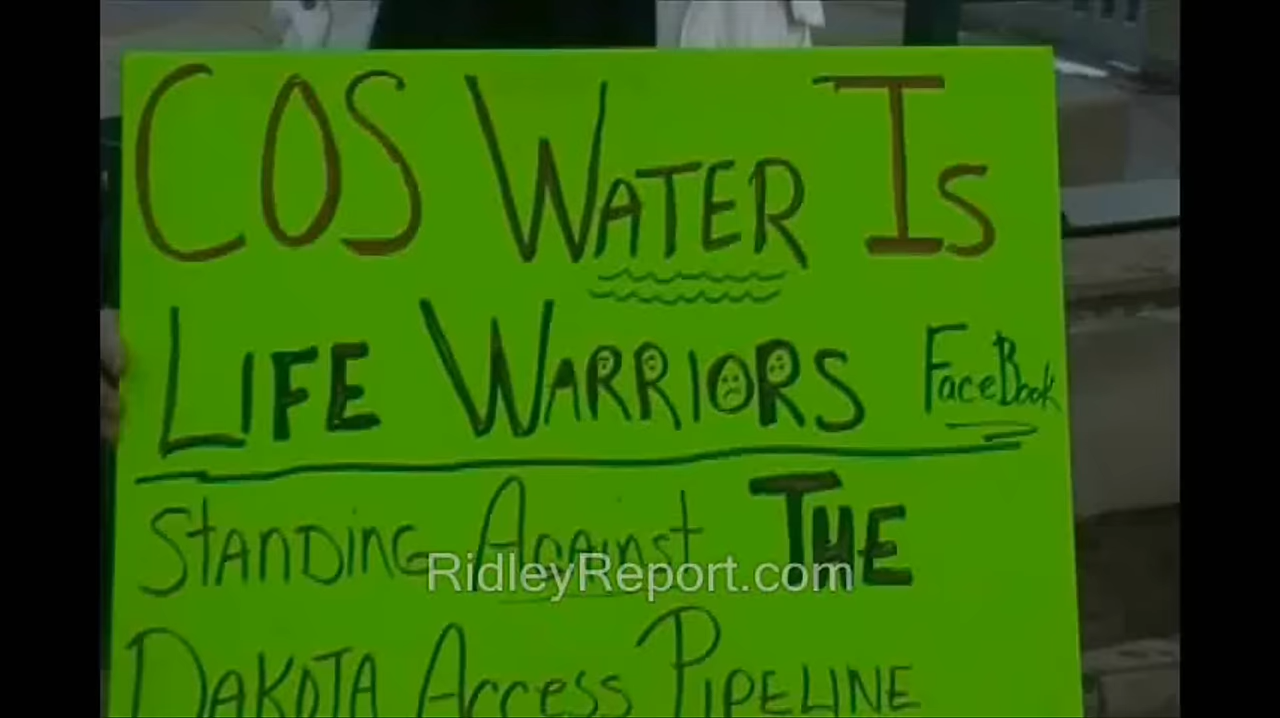 COS WATER IS
LIFE WARRIORS FaceBook
STANDING AGAINST THE
RidleyReport.com
DAKOTA ACCESS PIPELINE